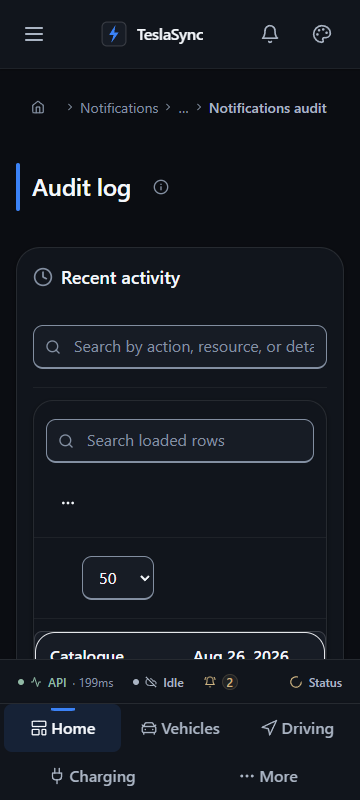 TeslaSync
Notifications
...
Notifications audit
Audit log
Recent activity
Search by action, resource, or deta
Search loaded rows
...
50
Catalogue
Aug 26, 2026
API · 199ms
Idle
2
Status
Home
Vehicles
Driving
Charging
... More